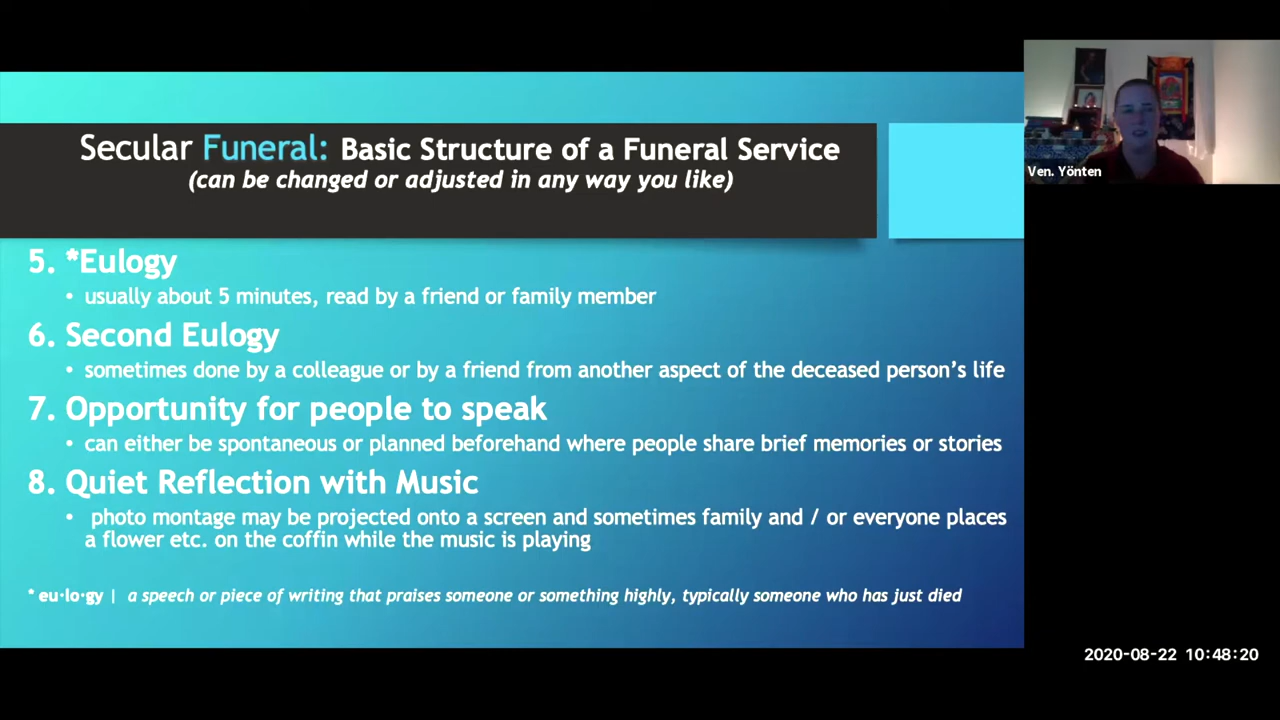 Secular Funeral: Basic Structure of a Funeral Service
(can be changed or adjusted in any way you like)
5. *Eulogy
• usually about 5 minutes, read by a friend or family member
6. Second Eulogy
• sometimes done by a colleague or by a friend from another aspect of the deceased person’s life
7. Opportunity for people to speak
• can either be spontaneous or planned beforehand where people share brief memories or stories
8. Quiet Reflection with Music
• photo montage may be projected onto a screen and sometimes family and / or everyone places
a flower etc. on the coffin while the music is playing
* eu·lo·gy | a speech or piece of writing that praises someone or something highly, typically someone who has just died
Ven. Yönten
2020-08-22 10:48:20